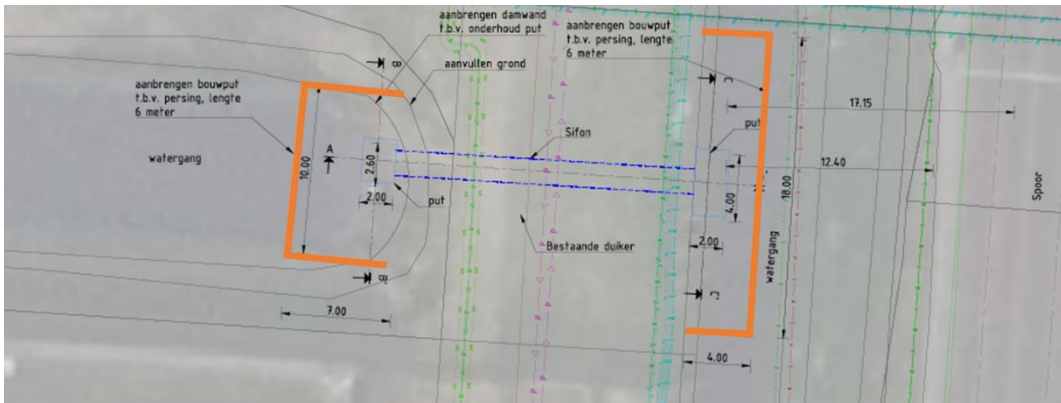 aanbrengen damwand
t.b.v. onderhoud put
aanvullen grond
aanbrengen bouwput
t.b.v. persing, lengte
6 meter
aanbrengen bouwput
t.b.v. persing, lengte
6 meter
watergang
B
A
10.00
2.60
2.00
put
B'
7.00
Sifon
Bestaande duiker
C
put
17.15
12.40
4.00
18.00
2.00
watergang
C'
4.00
Spoor